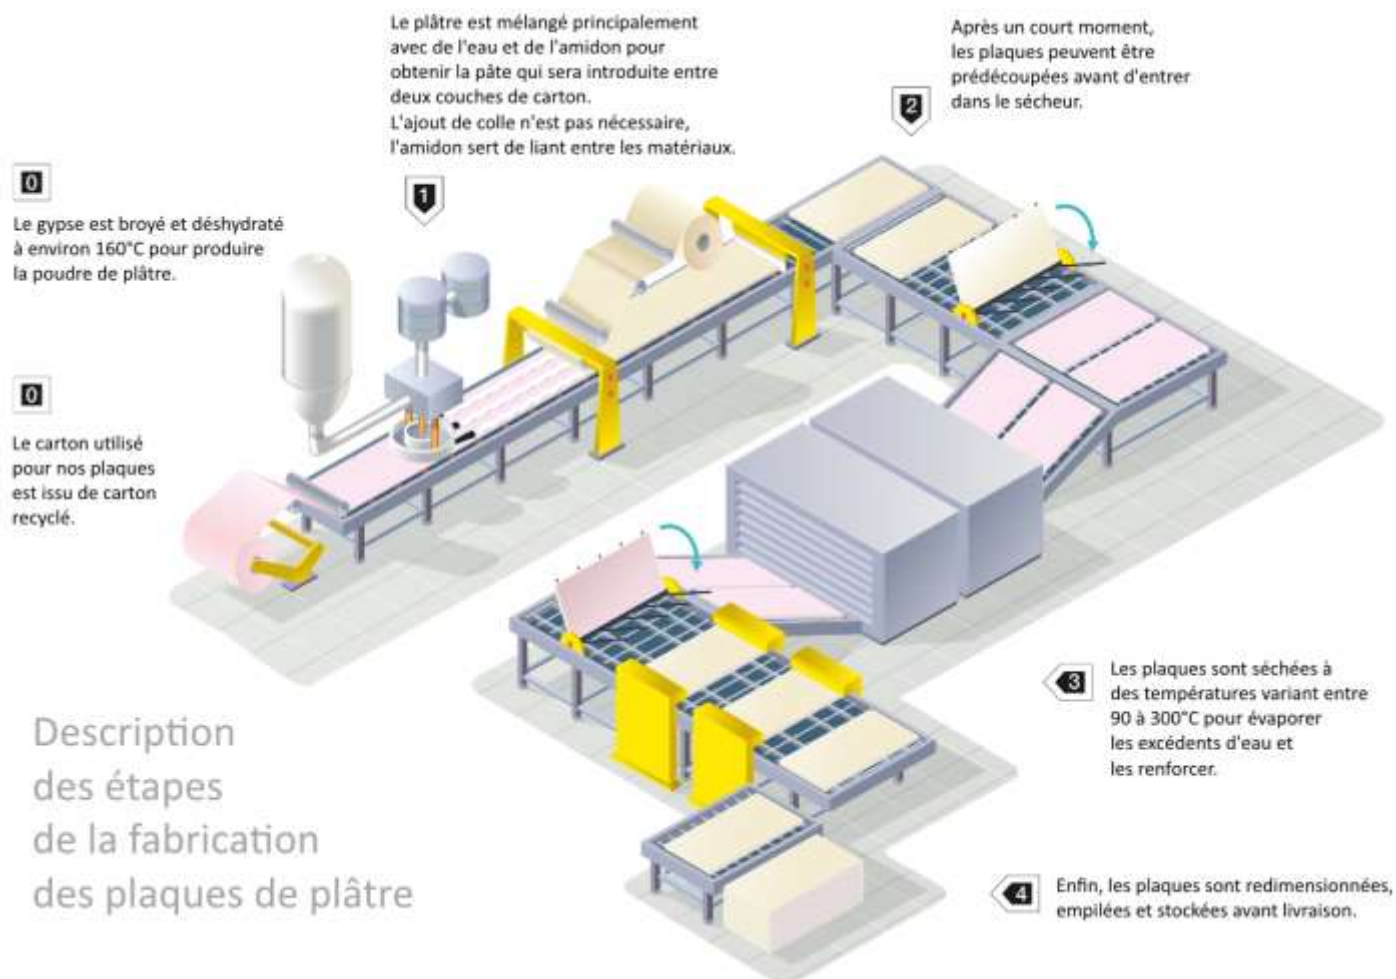 0
Le gypse est broyé et déshydraté
à environ 160°C pour produire
la poudre de plâtre.
0
Le carton utilisé
pour nos plaques
est issu de carton
recyclé.
Le plâtre est mélangé principalement
avec de l'eau et de l'amidon pour
obtenir la pâte qui sera introduite entre
deux couches de carton.
L'ajout de colle n'est pas nécessaire,
l'amidon sert de liant entre les matériaux.
1
Après un court moment,
les plaques peuvent être
prédécoupées avant d'entrer
dans le sécheur.
2
3
Les plaques sont séchées à
des températures variant entre
90 à 300°C pour évaporer
les excédents d'eau et
les renforcer.
4
Enfin, les plaques sont redimensionnées,
empilées et stockées avant livraison.
Description
des étapes
de la fabrication
des plaques de plâtre